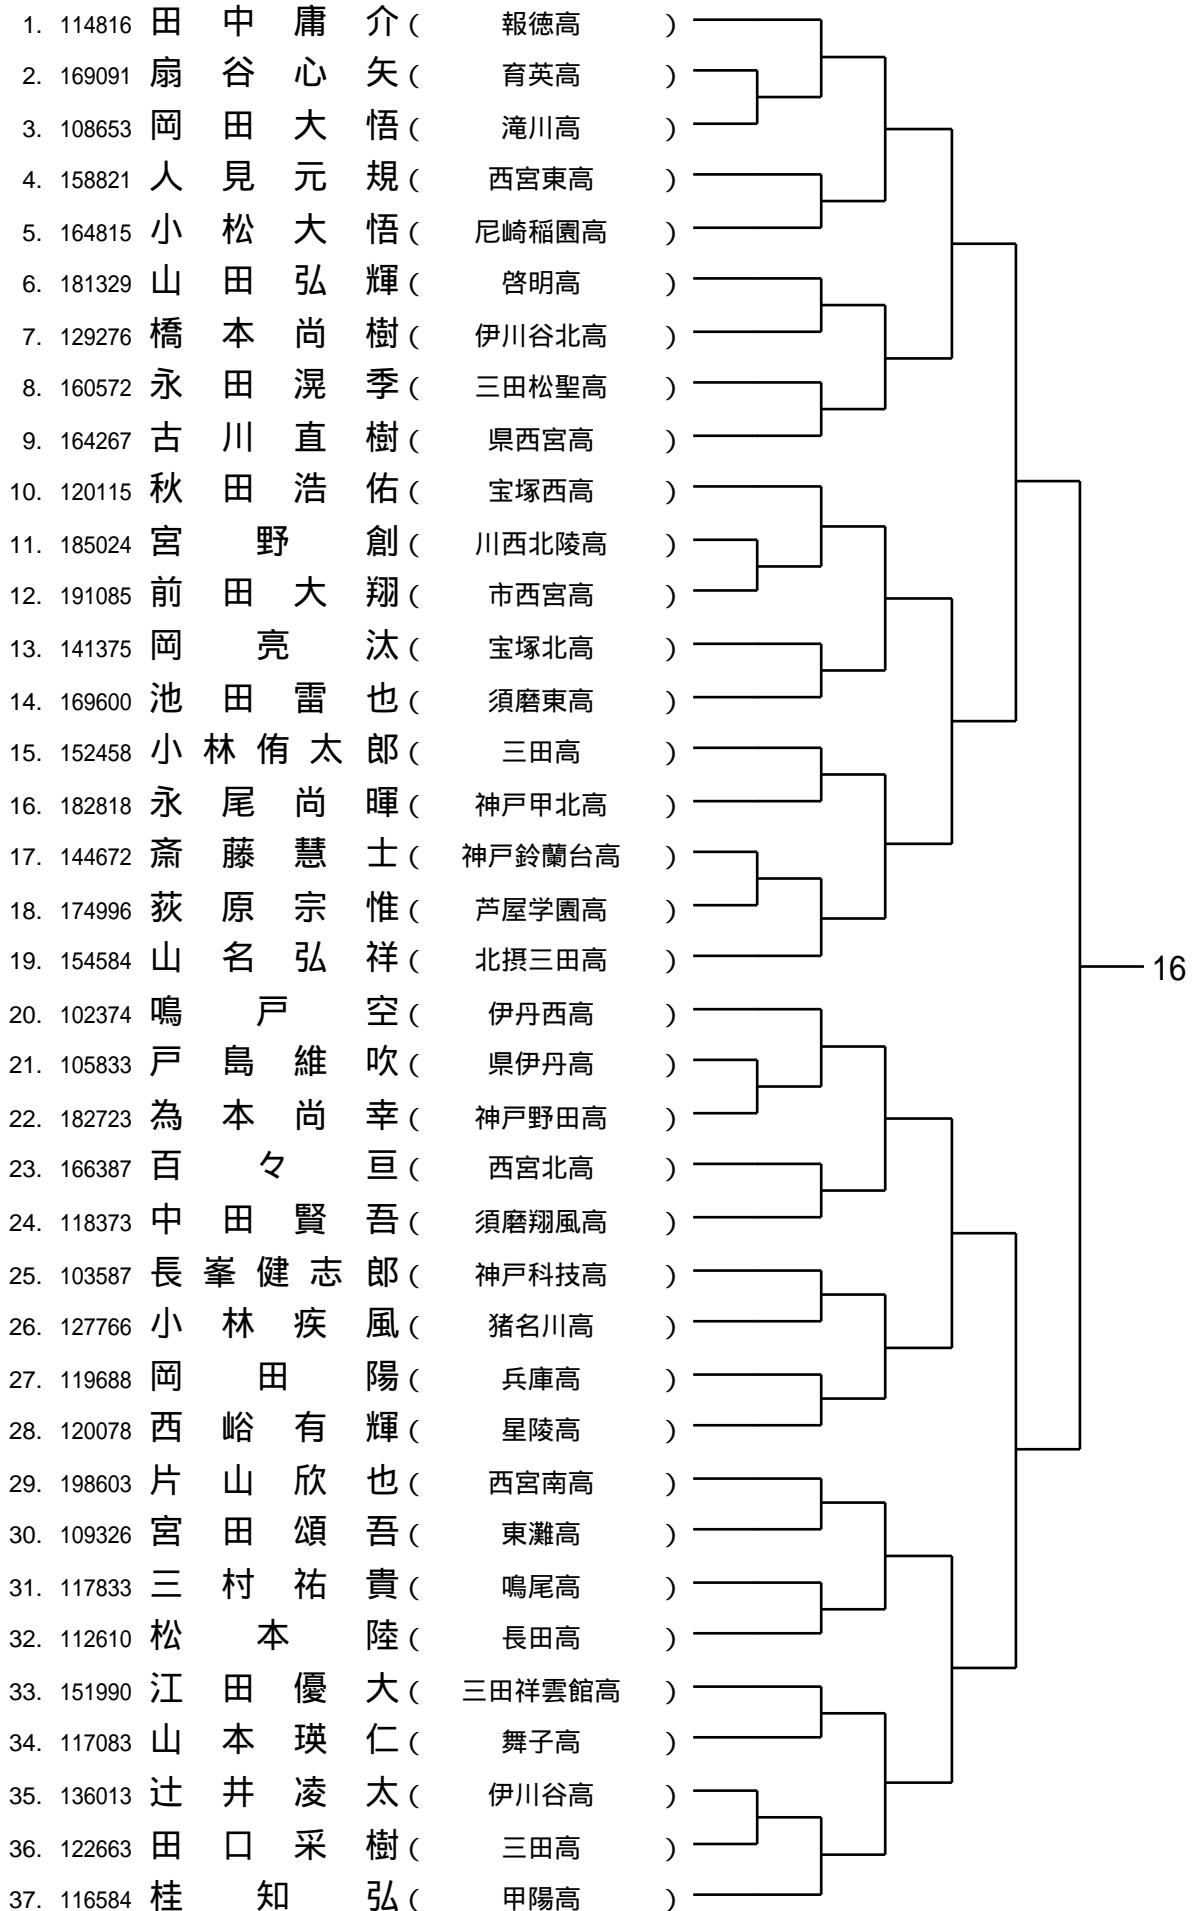 1. 114816 田中庸介 ( 報徳高 )
2. 169091 扇谷心矢 ( 育英高 )
3. 108653 岡田大悟 ( 滝川高 )
4. 158821 人見元規 ( 西宮東高 )
5. 164815 小松大悟 ( 尼崎稲園高 )
6. 181329 山田弘輝 ( 啓明高 )
7. 129276 橋本尚樹 ( 伊川谷北高 )
8. 160572 永田滉季 ( 三田松聖高 )
9. 164267 古川直樹 ( 県西宮高 )
10. 120115 秋田浩佑 ( 宝塚西高 )
11. 185024 宮野創 ( 川西北陵高 )
12. 191085 前田大翔 ( 市西宮高 )
13. 141375 岡亮汰 ( 宝塚北高 )
14. 169600 池田雷也 ( 須磨東高 )
15. 152458 小林侑太郎 ( 三田高 )
16. 182818 永尾尚暉 ( 神戸甲北高 )
17. 144672 斎藤慧士 ( 神戸鈴蘭台高 )
18. 174996 荻原宗惟 ( 芦屋学園高 )
19. 154584 山名弘祥 ( 北摂三田高 )
16
20. 102374 鳴戸空 ( 伊丹西高 )
21. 105833 戸島維吹 ( 県伊丹高 )
22. 182723 為本尚幸 ( 神戸野田高 )
23. 166387 百々亘 ( 西宮北高 )
24. 118373 中田賢吾 ( 須磨翔風高 )
25. 103587 長峯健志郎 ( 神戸科技高 )
26. 127766 小林疾風 ( 猪名川高 )
27. 119688 岡田陽 ( 兵庫高 )
28. 120078 西峪有輝 ( 星陵高 )
29. 198603 片山欣也 ( 西宮南高 )
30. 109326 宮田頌吾 ( 東灘高 )
31. 117833 三村祐貴 ( 鳴尾高 )
32. 112610 松本陸 ( 長田高 )
33. 151990 江田優大 ( 三田祥雲館高 )
34. 117083 山本瑛仁 ( 舞子高 )
35. 136013 辻井凌太 ( 伊川谷高 )
36. 122663 田口采樹 ( 三田高 )
37. 116584 桂知弘 ( 甲陽高 )